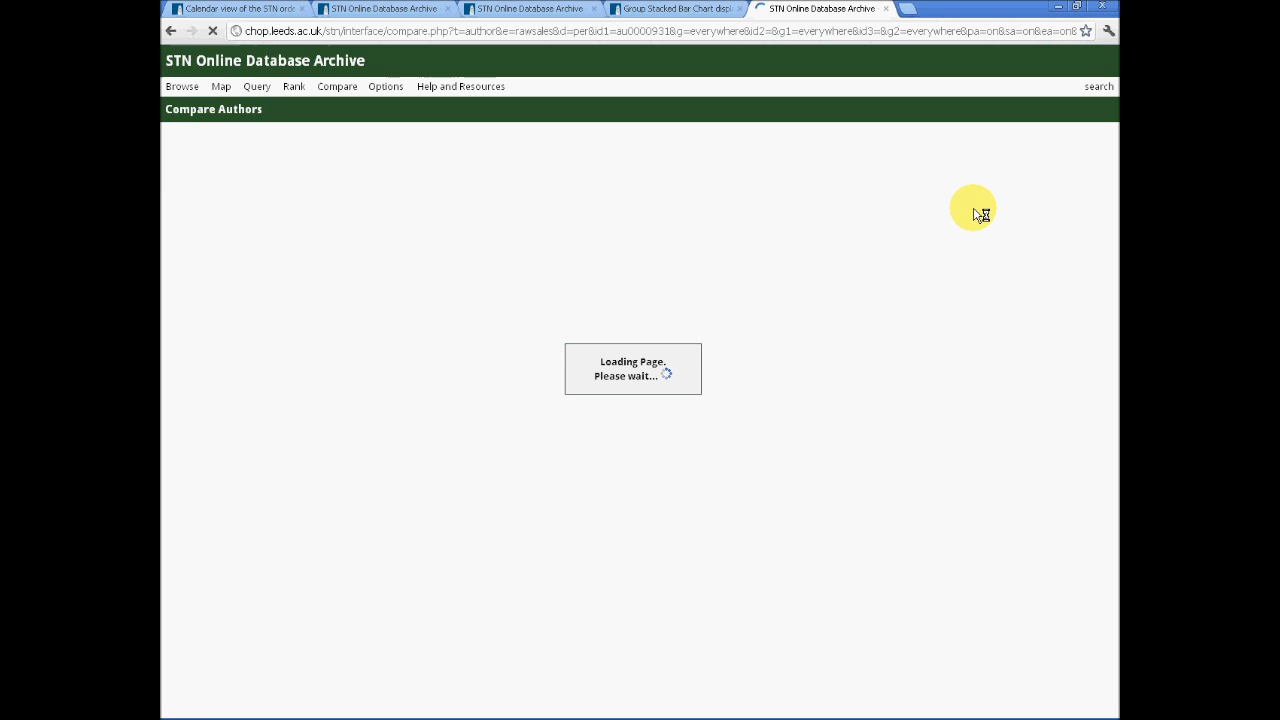 Calendar view of the STN orde
STN Online Database Archive
STN Online Database Archive
Group Stacked Bar Chart displ
STN Online Database Archive
chop.leeds.ac.uk/stn/interface/compare.php?t=author&e=rawsales&d=per&id1=au0000931&g=everywhere&id2=&g1=everywhere&id3=&g2=everywhere&pa=on&sa=on&ea=on&
STN Online Database Archive
Browse Map Query Rank Compare Options Help and Resources search
Compare Authors
Loading Page.
Please wait...